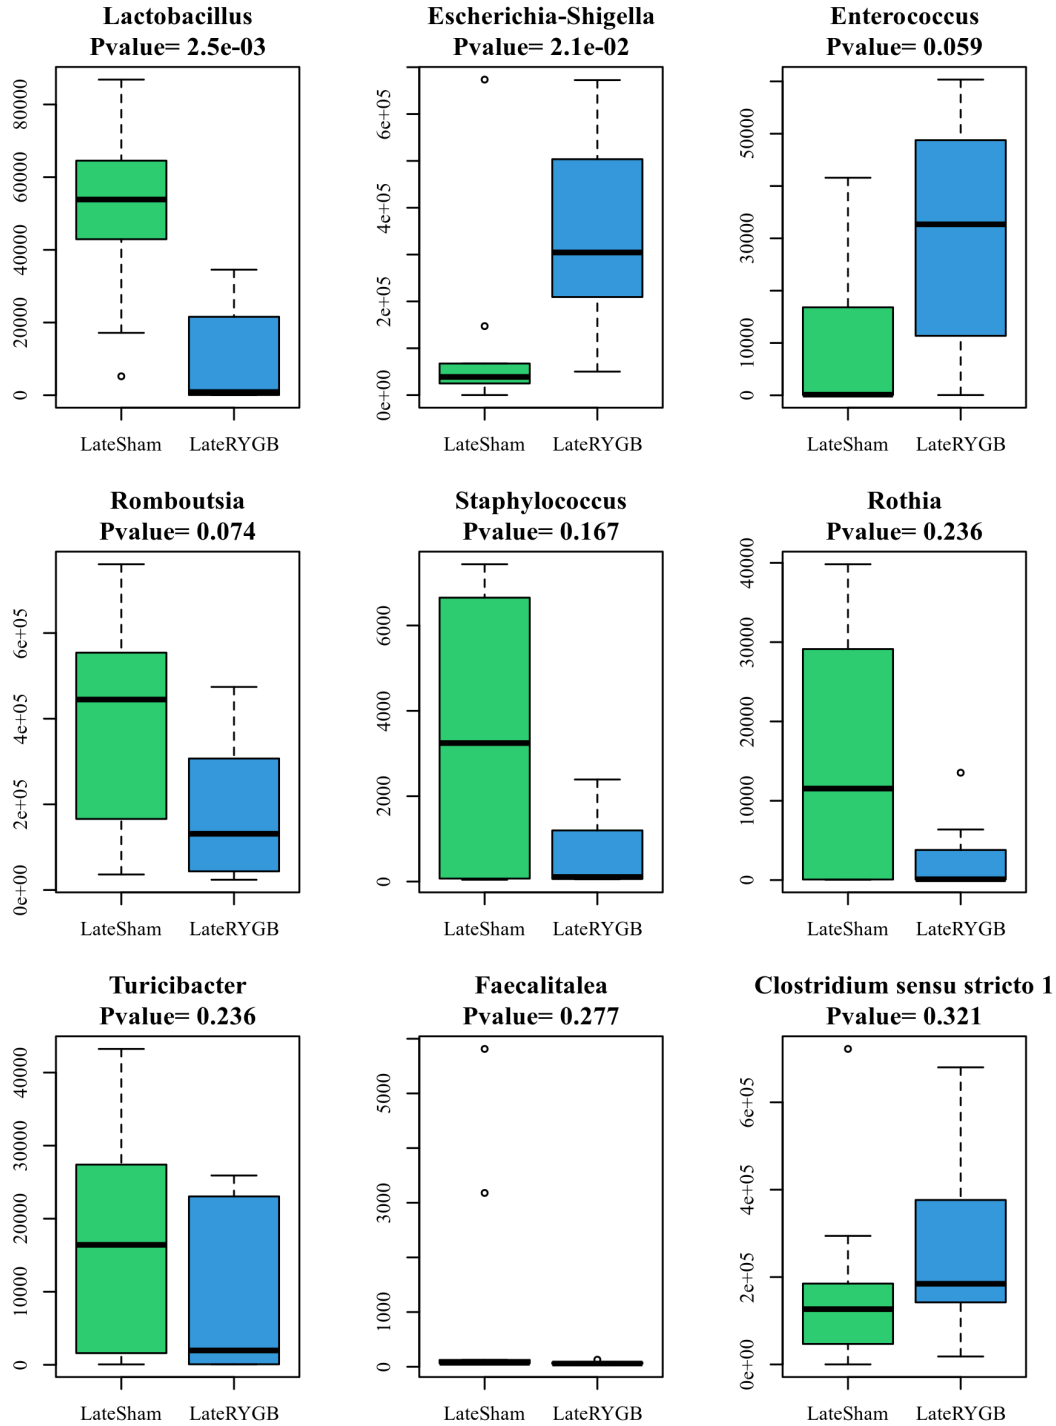 Lactobacillus
Pvalue= 2.5e-03
80000
60000
40000
20000
0
LateSham LateRYGB
Escherichia-Shigella
Pvalue= 2.1e-02
6e+05
4e+05
2e+05
0e+00
LateSham LateRYGB
Enterococcus
Pvalue= 0.059
50000
30000
10000
0
LateSham LateRYGB
Romboutsia
Pvalue= 0.074
6e+05
4e+05
2e+05
0e+00
LateSham LateRYGB
Staphylococcus
Pvalue= 0.167
6000
4000
2000
0
LateSham LateRYGB
Rothia
Pvalue= 0.236
40000
30000
20000
10000
0
LateSham LateRYGB
Turicibacter
Pvalue= 0.236
40000
30000
20000
10000
0
LateSham LateRYGB
Faecalitalea
Pvalue= 0.277
5000
3000
1000
0
LateSham LateRYGB
Clostridium sensu stricto 1
Pvalue= 0.321
6e+05
4e+05
2e+05
0e+00
LateSham LateRYGB